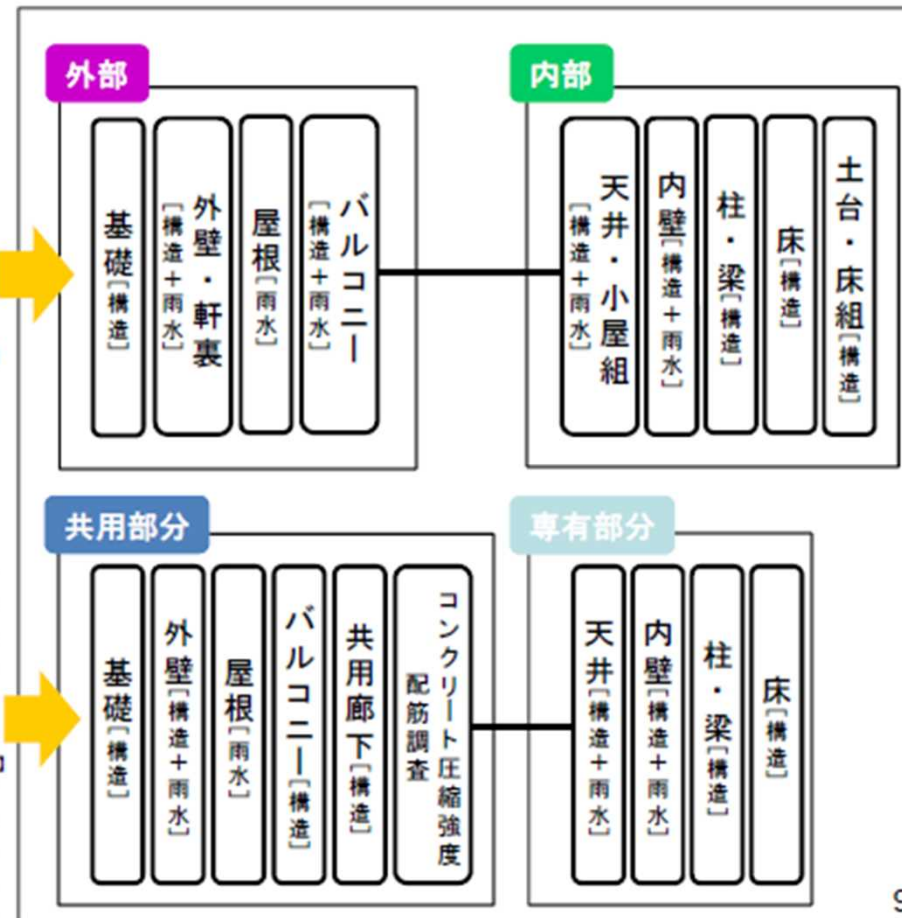 外部
基礎[構造]
外壁・軒裏
[構造＋雨水]
屋根[雨水]
バルコニー
[構造＋雨水]
内部
天井・小屋組
[構造＋雨水]
内壁[構造＋雨水]
柱・梁[構造]
床[構造]
土台・床組[構造]
共用部分
基礎[構造]
外壁[構造＋雨水]
屋根[雨水]
バルコニー[構造]
共用廊下[構造]
コンクリート圧縮強度
配筋調査
専有部分
天井[構造＋雨水]
内壁[構造＋雨水]
柱・梁[構造]
床[構造]